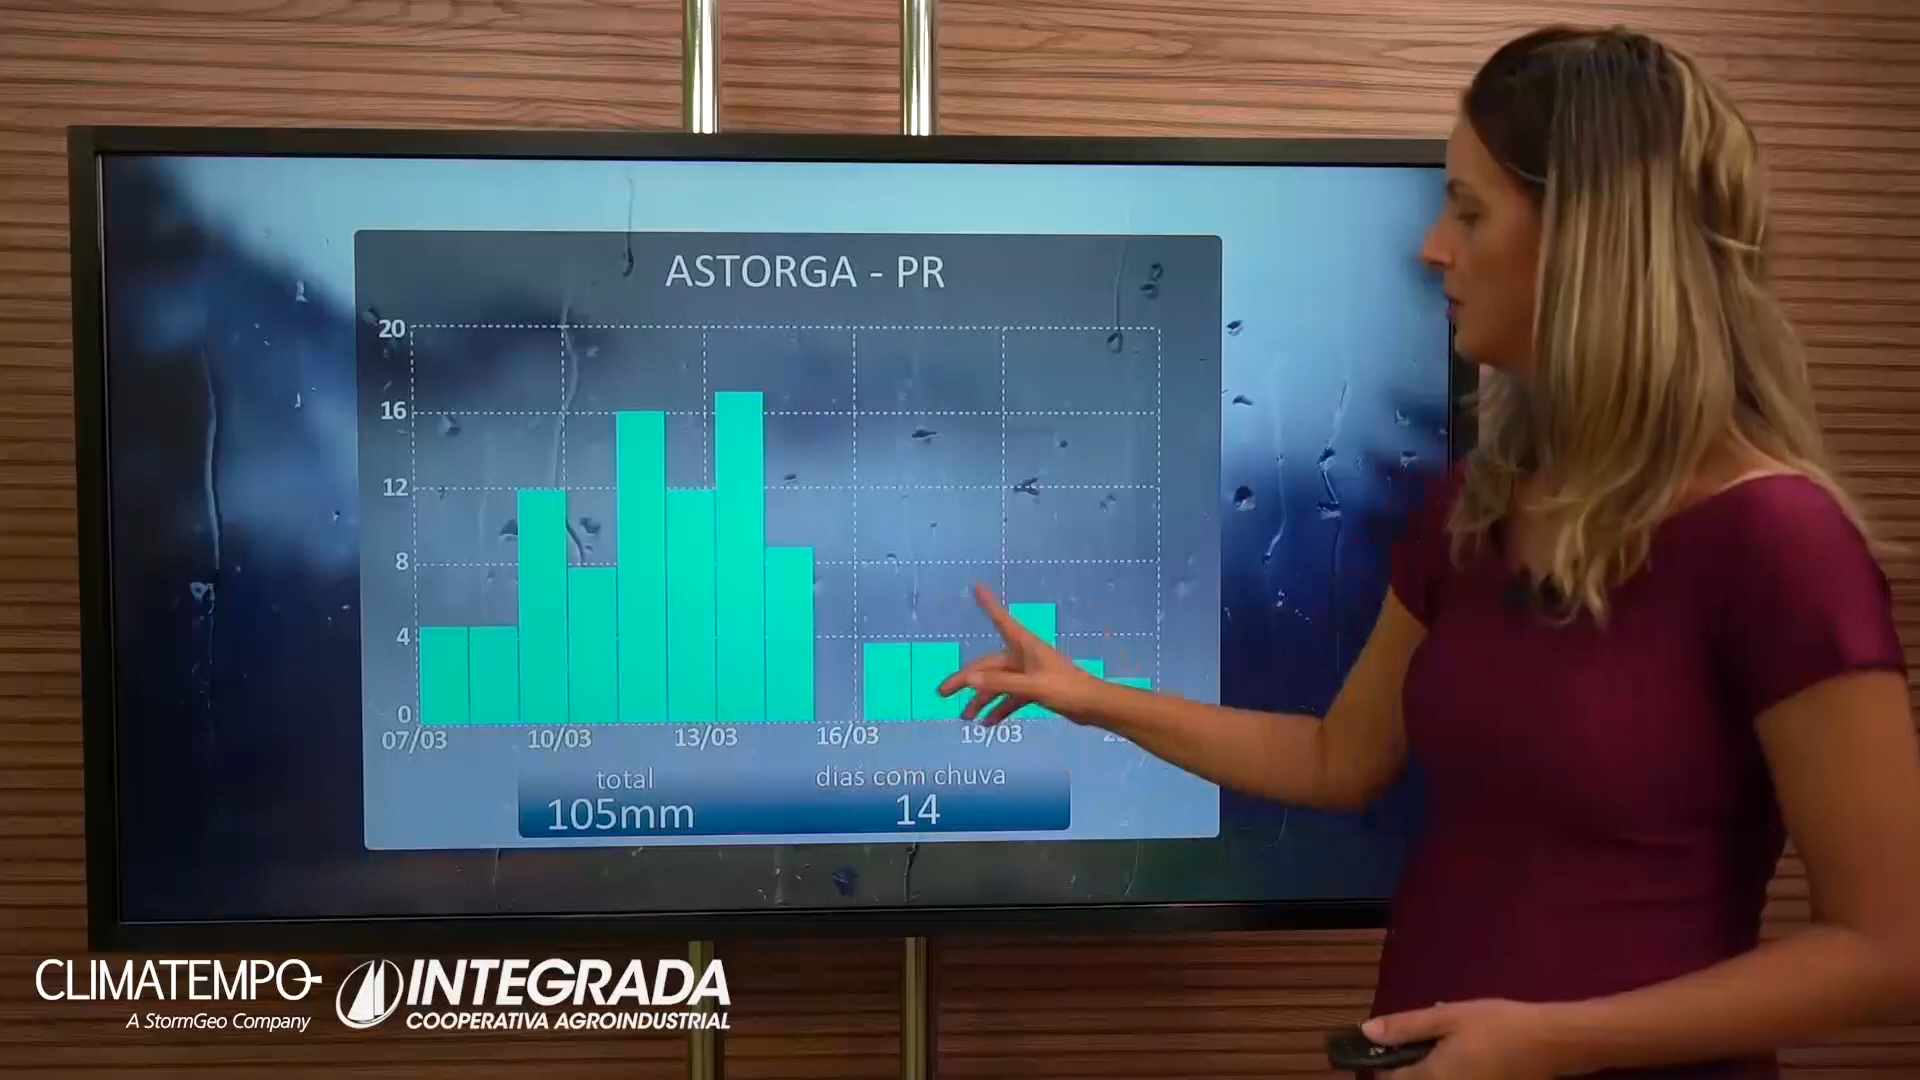 ASTORGA - PR
20
16
12
8
4
0
07/03 10/03 13/03 16/03 19/03
total dias com chuva
105mm 14
CLIMATEMPO
A StormGeo Company
INTEGRADA
COOPERATIVA AGROINDUSTRIAL